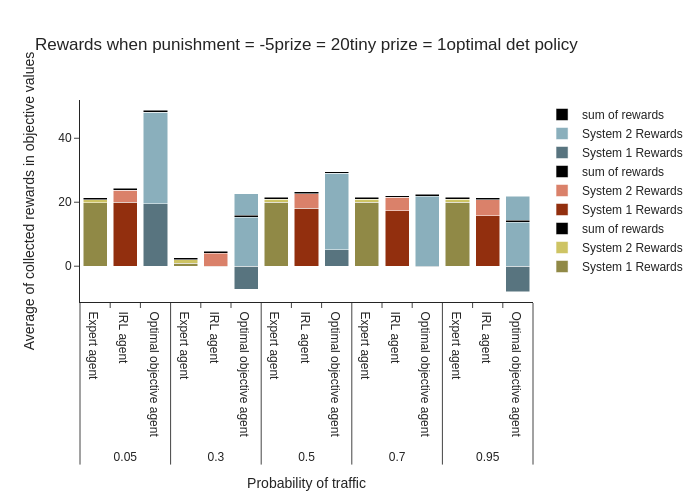 Rewards when punishment = -5prize = 20tiny prize = 1optimal det policy
Average of collected rewards in objective values
40
20
0
sum of rewards
System 2 Rewards
System 1 Rewards
sum of rewards
System 2 Rewards
System 1 Rewards
sum of rewards
System 2 Rewards
System 1 Rewards
Expert agent
IRL agent
Optimal objective agent
Expert agent
IRL agent
Optimal objective agent
Expert agent
IRL agent
Optimal objective agent
Expert agent
IRL agent
Optimal objective agent
Expert agent
IRL agent
Optimal objective agent
0.05
0.3
0.5
0.7
0.95
Probability of traffic